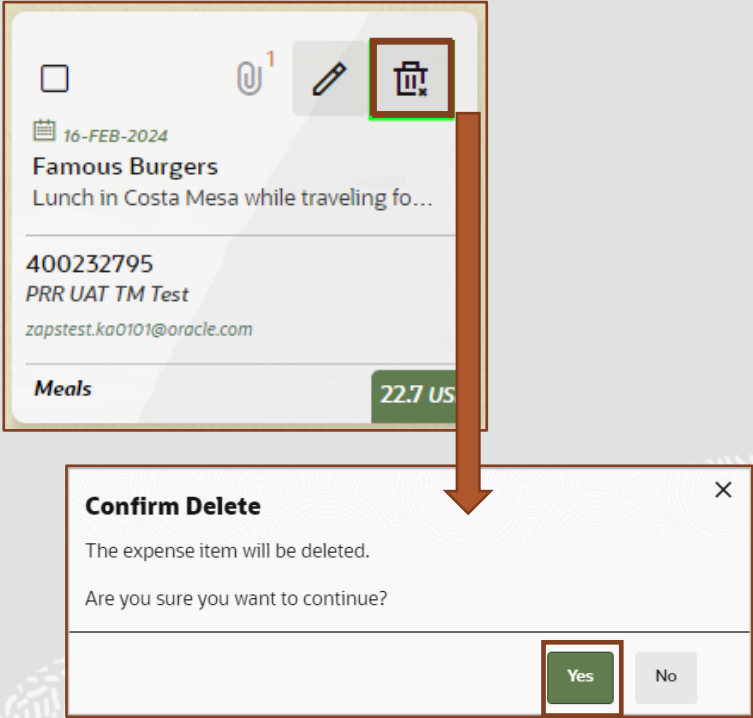 1
16-FEB-2024
Famous Burgers
Lunch in Costa Mesa while traveling fo...
400232795
PRR UAT TM Test
zapstest.ka0101@oracle.com
Meals
22.7 US
Confirm Delete
The expense item will be deleted.
Are you sure you want to continue?
Yes
No